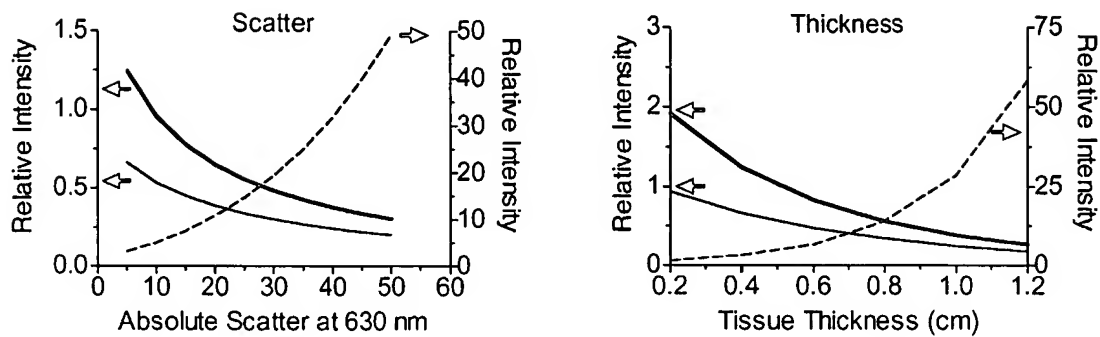 Scatter
Relative Intensity
1.5
1.0
0.5
0.0
50
40
30
20
10
0
Relative Intensity
0 10 20 30 40 50 60
Absolute Scatter at 630 nm
Thickness
Relative Intensity
3
2
1
0
75
50
25
0
Relative Intensity
0.2 0.4 0.6 0.8 1.0 1.2
Tissue Thickness (cm)